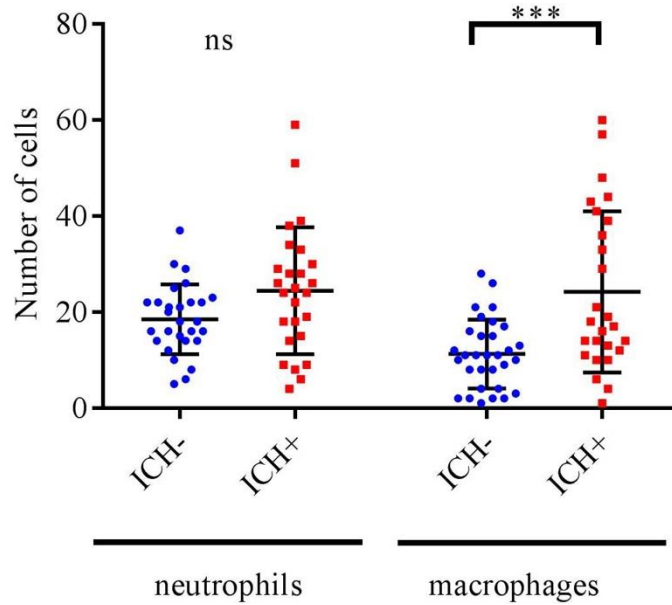 80
60
40
20
0
Number of cells
ns
***
ICH-
ICH+
ICH-
ICH+
neutrophils
macrophages